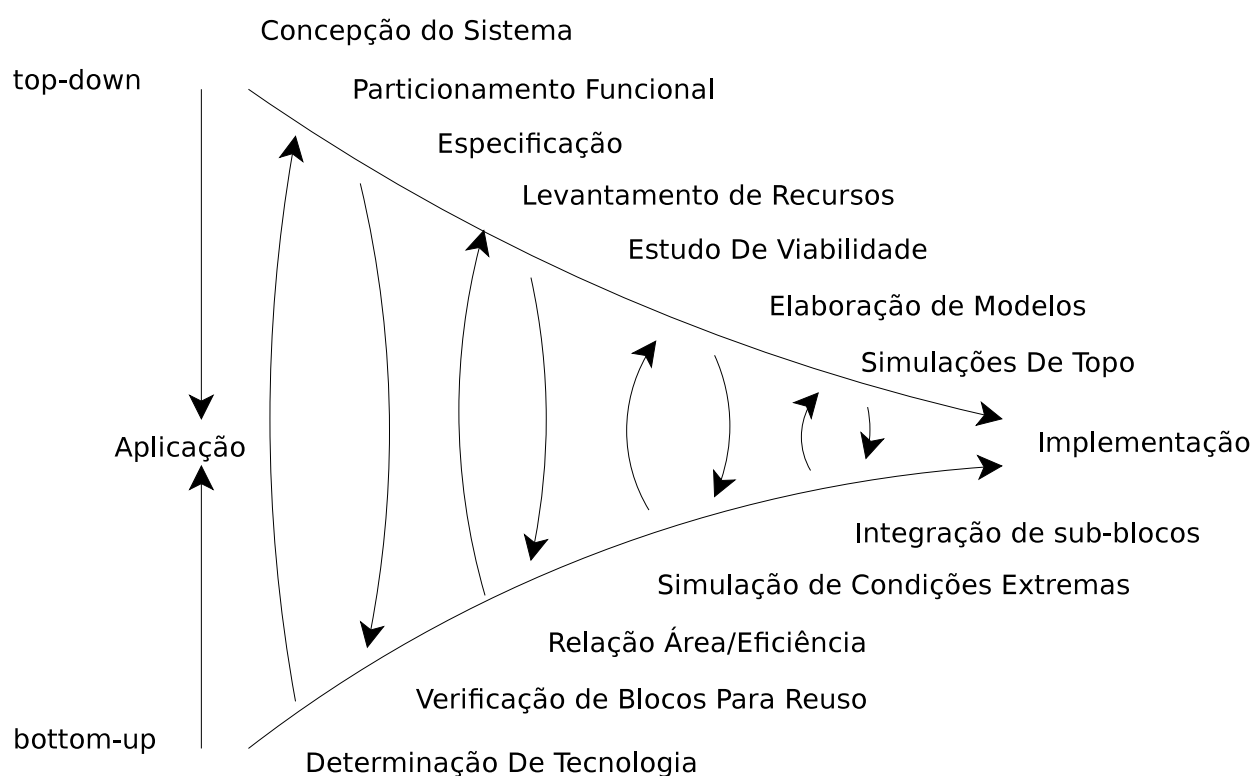 Concepção do Sistema
top-down
Particionamento Funcional
Especificação
Levantamento de Recursos
Estudo De Viabilidade
Elaboração de Modelos
Simulações De Topo
Aplicação
Implementação
Integração de sub-blocos
Simulação de Condições Extremas
Relação Área/Eficiência
Verificação de Blocos Para Reuso
bottom-up
Determinação De Tecnologia